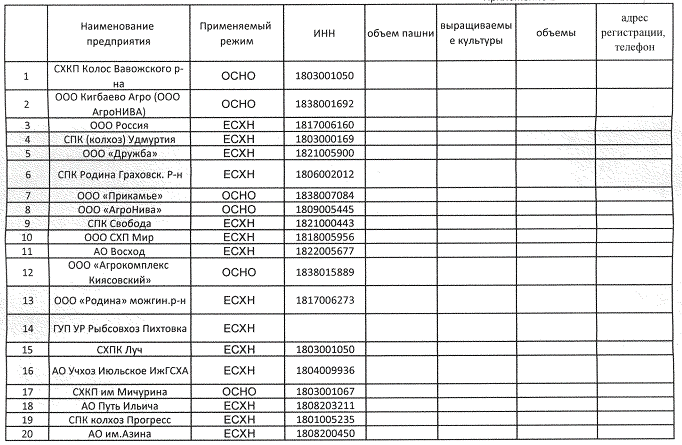 Наименование предприятия | Применяемый режим | ИНН | объем пашни | выращиваемы е культуры | объемы | адрес регистрации, телефон
1 | СХКП Колос Вавожского р-на | ОСНО | 1803001050
2 | ООО Кигбаево Агро (ООО АгроНИВА) | ОСНО | 1838001692
3 | ООО Россия | ЕСХН | 1817006160
4 | СПК (колхоз) Удмуртия | ЕСХН | 1803000169
5 | ООО «Дружба» | ЕСХН | 1821005900
6 | СПК Родина Граховск. Р-н | ЕСХН | 1806002012
7 | ООО «Прикамье» | ОСНО | 1838007084
8 | ООО «АгроНива» | ОСНО | 1809005445
9 | СПК Свобода | ЕСХН | 1821000443
10 | ООО СХП Мир | ЕСХН | 1818005956
11 | АО Восход | ЕСХН | 1822005677
12 | ООО «Агрокомплекс Киясовский» | ОСНО | 1838015889
13 | ООО «Родина» можгин.р-н | ЕСХН | 1817006273
14 | ГУП УР Рыбсовхоз Пихтовка | ЕСХН
15 | СХПК Луч | ЕСХН | 1803001050
16 | АО Учхоз Июльское ИжГСХА | ЕСХН | 1804009936
17 | СХКП им Мичурина | ОСНО | 1803001067
18 | АО Путь Ильича | ЕСХН | 1808203211
19 | СПК колхоз Прогресс | ЕСХН | 1801005235
20 | АО им.Азина | ЕСХН | 1808200450